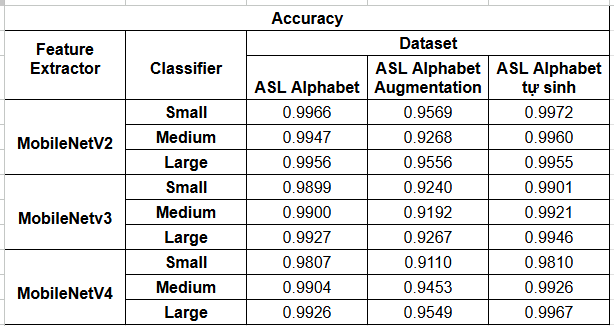 Accuracy
Feature Extractor Classifier Dataset
ASL Alphabet ASL Alphabet Augmentation ASL Alphabet tự sinh
MobileNetV2 Small 0.9966 0.9569 0.9972
Medium 0.9947 0.9268 0.9960
Large 0.9956 0.9556 0.9955
MobileNetv3 Small 0.9899 0.9240 0.9901
Medium 0.9900 0.9192 0.9921
Large 0.9927 0.9267 0.9946
MobileNetV4 Small 0.9807 0.9110 0.9810
Medium 0.9904 0.9453 0.9926
Large 0.9926 0.9549 0.9967